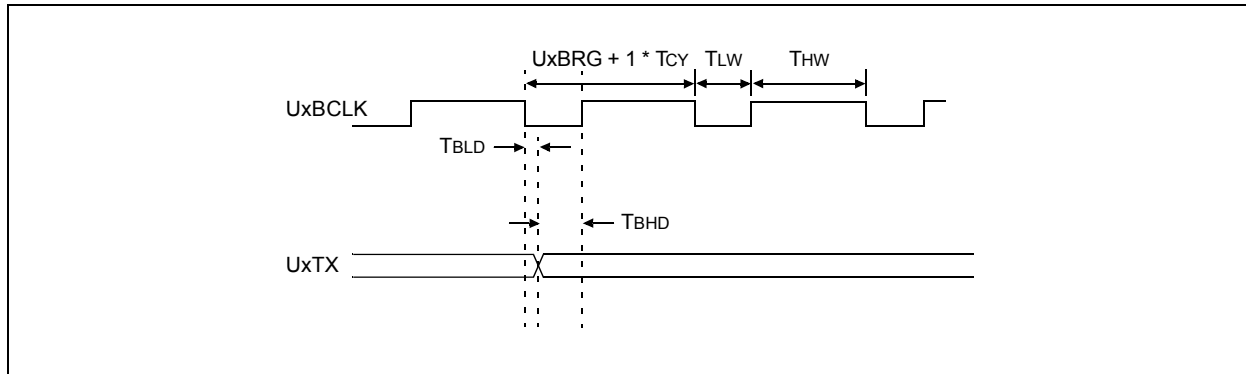 UxBRG + 1 * TCY TLW THW
UxBCLK
TBLD
TBHD
UxTX